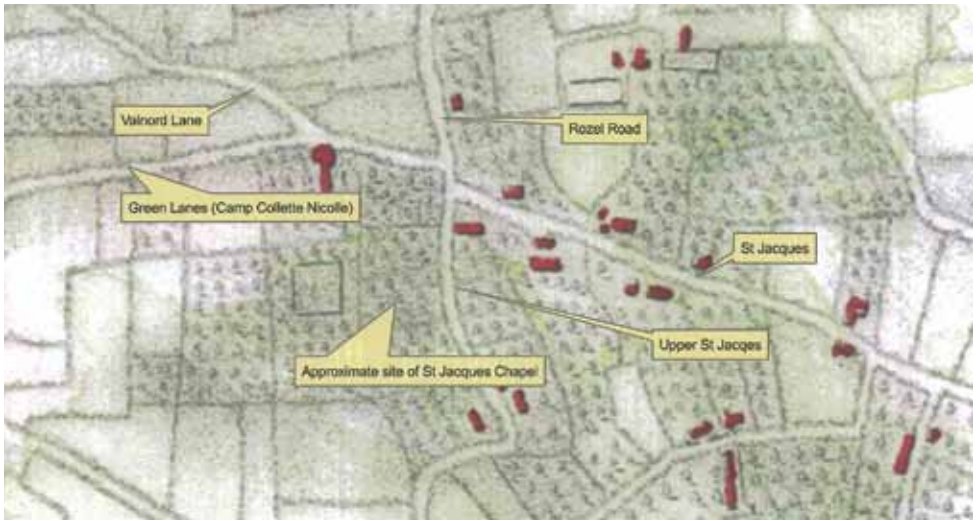 Valnord Lane
Rozel Road
Green Lanes (Camp Collette Nicolle)
St Jacques
Upper St Jacqes
Approximate site of St Jacques Chapel